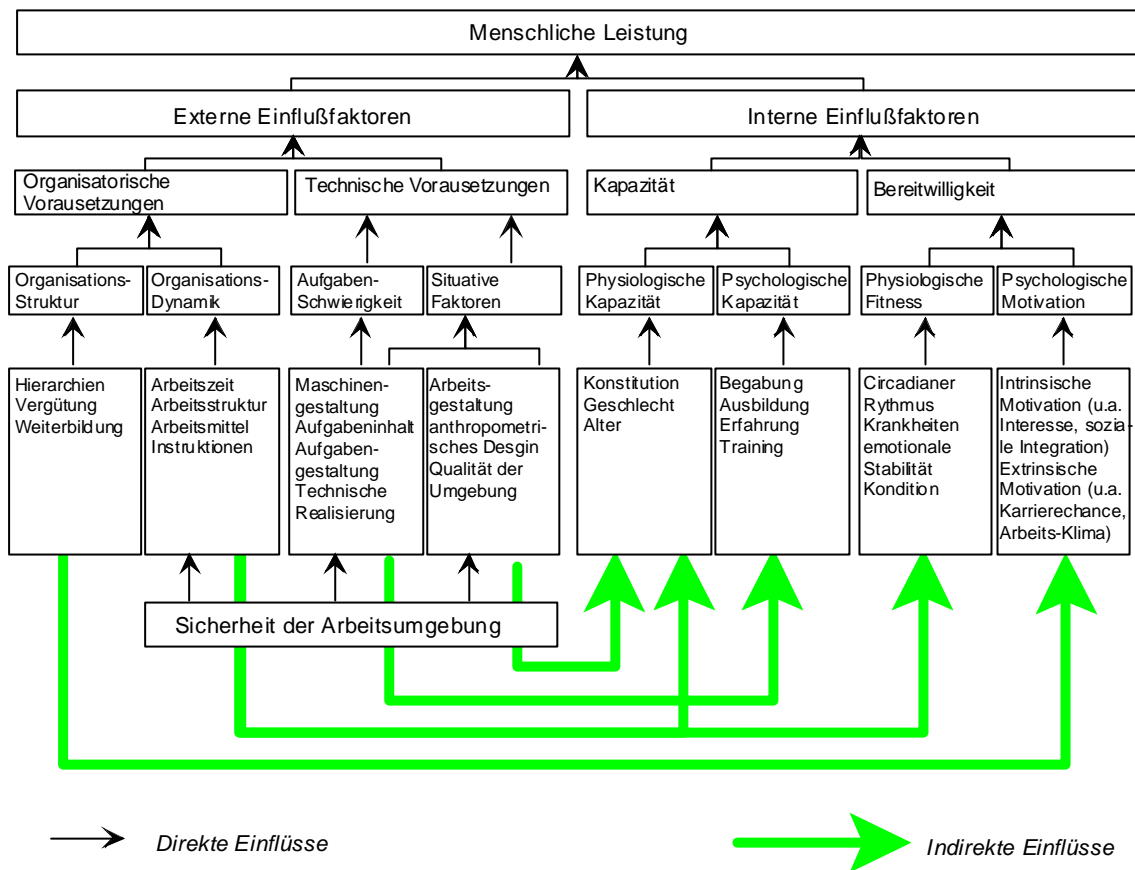 Menschliche Leistung
Externe Einflußfaktoren
Interne Einflußfaktoren
Organisatorische
Vorausetzungen
Technische Vorausetzungen
Kapazität
Bereitwilligkeit
Organisations-
Struktur
Organisations-
Dynamik
Aufgaben-
Schwierigkeit
Situative
Faktoren
Physiologische
Kapazität
Psychologische
Kapazität
Physiologische
Fitness
Psychologische
Motivation
Hierarchien
Vergütung
Weiterbildung
Arbeitszeit
Arbeitsstruktur
Arbeitsmittel
Instruktionen
Maschinen-
gestaltung
Aufgabeninhalt
Aufgaben-
gestaltung
Technische
Realisierung
Arbeits-
gestaltung
anthropometri-
sches Desgin
Qualität der
Umgebung
Konstitution
Geschlecht
Alter
Begabung
Ausbildung
Erfahrung
Training
Circadianer
Rythmus
Krankheiten
emotionale
Stabilität
Kondition
Intrinsische
Motivation (u.a.
Interesse, sozia-
le Integration)
Extrinsische
Motivation (u.a.
Karrierechance,
Arbeits-Klima)
Sicherheit der Arbeitsumgebung
Direkte Einflüsse
Indirekte Einflüsse